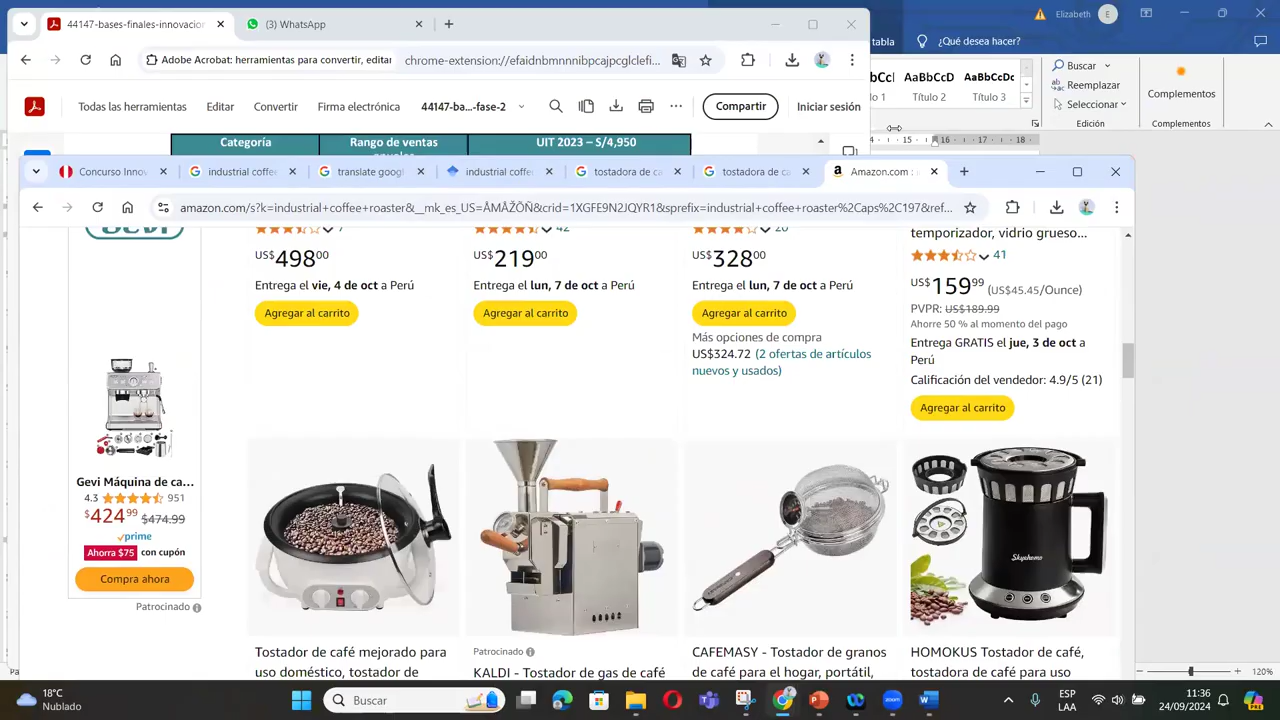 44147-bases-finales-innovacion
(3) WhatsApp
Elizabeth
E
tabla
¿Qué desea hacer?
Adobe Acrobat: herramientas para convertir, editar
chrome-extension://efaidnbmnnnibpcajpcglclefi...
AaBbCcD
AaBbCcD
Título 2
Título 3
Buscar
Reemplazar
Seleccionar
Edición
Complementos
Complementos
Todas las herramientas
Editar
Convertir
Firma electrónica
44147-ba...-fase-2
Compartir
Iniciar sesión
Categoría
Rango de ventas
UIT 2023 – S/4,950
14
15
16
17
18
Concurso Innov
industrial coffe
translate googl
industrial coffe
tostadora de ca
tostadora de ca
Amazon.com : i
amazon.com/s?k=industrial+coffee+roaster&__mk_es_US=ÅMÅŽÕÑ&crid=1XGFE9N2JQYR1&sprefix=industrial+coffee+roaster%2Caps%2C197&ref...
7
42
20
temporizador, vidrio grueso...
41
US$498⁰⁰
US$219⁰⁰
US$328⁰⁰
US$159⁹⁹ (US$45.45/Ounce)
Entrega el vie, 4 de oct a Perú
Entrega el lun, 7 de oct a Perú
Entrega el lun, 7 de oct a Perú
PVPR: US$189.99
Ahorre 50 % al momento del pago
Agregar al carrito
Agregar al carrito
Agregar al carrito
Más opciones de compra
US$324.72 (2 ofertas de artículos
nuevos y usados)
Entrega GRATIS el jue, 3 de oct a
Perú
Calificación del vendedor: 4.9/5 (21)
Agregar al carrito
Gevi Máquina de ca...
4.3
951
$424⁹⁹ $474.99
prime
Ahorra $75 con cupón
Compra ahora
Patrocinado
Skyphomo
Tostador de café mejorado para
uso doméstico, tostador de
Patrocinado
KALDI - Tostador de gas de café
CAFEMASY - Tostador de granos
de café para el hogar, portátil,
HOMOKUS Tostador de café,
tostadora de café para uso
120%
18°C
Nublado
Buscar
ESP
LAA
11:36
24/09/2024